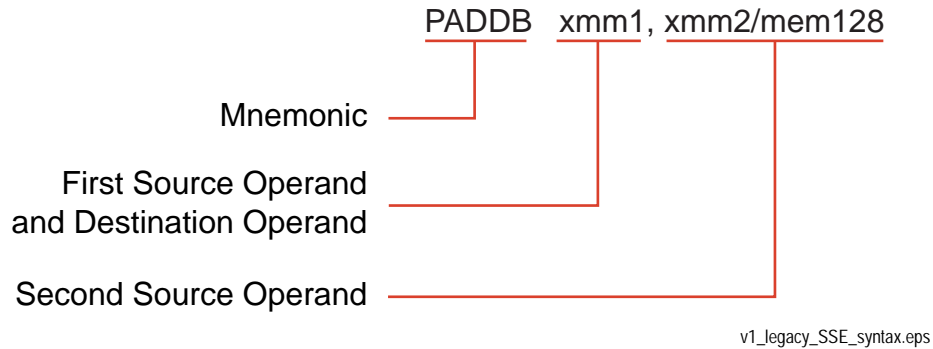 PADDB xmm1, xmm2/mem128
Mnemonic
First Source Operand
and Destination Operand
Second Source Operand
v1_legacy_SSE_syntax.eps